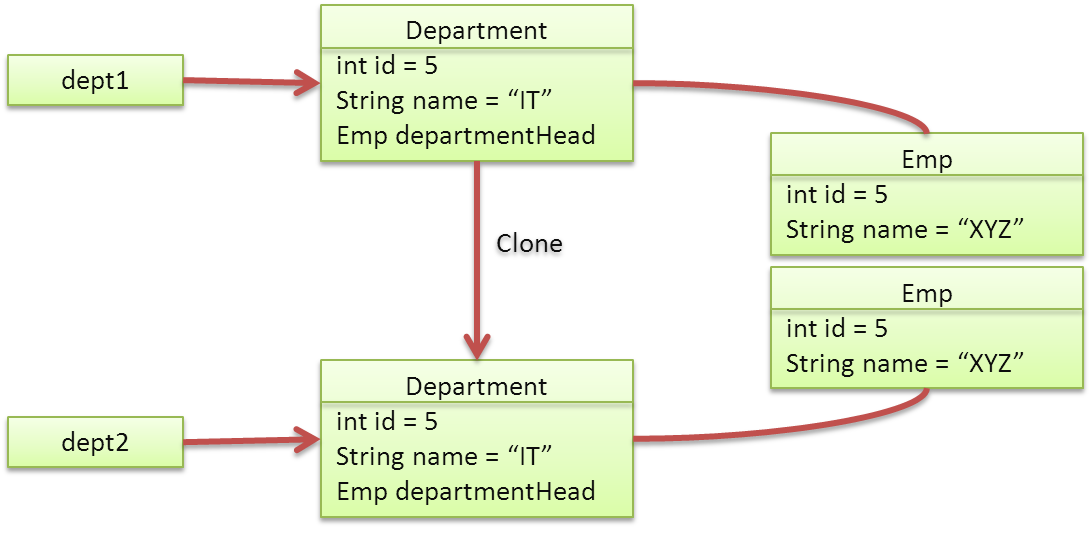 Department
dept1
int id = 5
String name = “IT”
Emp departmentHead
Emp
int id = 5
String name = “XYZ”
Clone
Emp
int id = 5
String name = “XYZ”
Department
dept2
int id = 5
String name = “IT”
Emp departmentHead